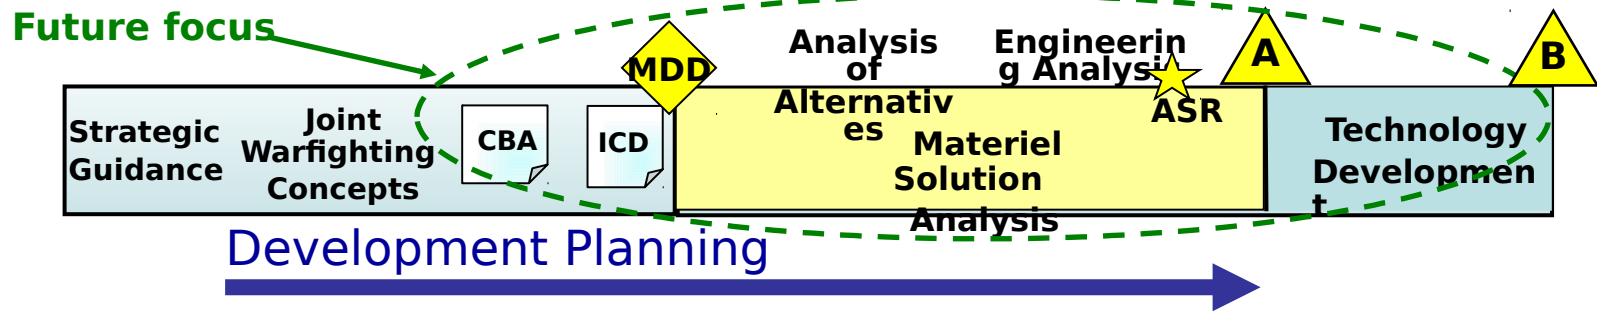 Future focus
MDD
Analysis
of
Alternativ
es
Engineerin
g Analysis
ASR
A
B
Strategic
Guidance
Joint
Warfighting
Concepts
CBA
ICD
Materiel
Solution
Analysis
Technology
Developmen
t
Development Planning